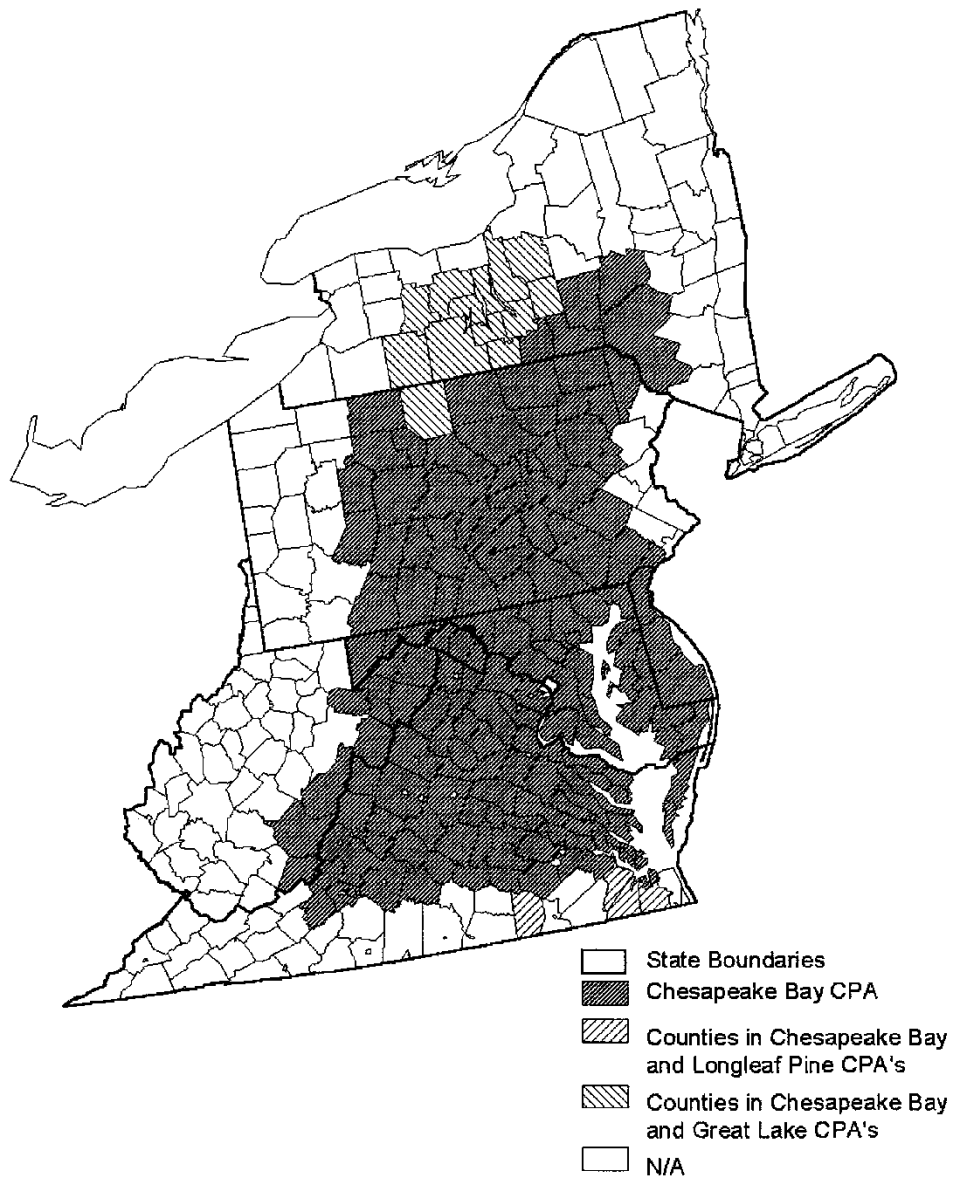 State Boundaries
Chesapeake Bay CPA
Counties in Chesapeake Bay
and Longleaf Pine CPA's
Counties in Chesapeake Bay
and Great Lake CPA's
N/A